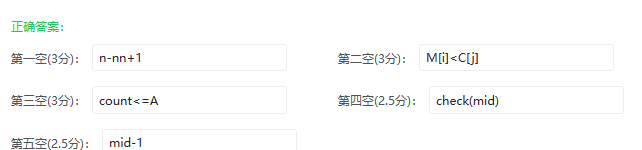 正确答案：
第一空(3分)： n-nn+1 第二空(3分)： M[i]<C[j]
第三空(3分)： count<=A 第四空(2.5分)： check(mid)
第五空(2.5分)： mid-1